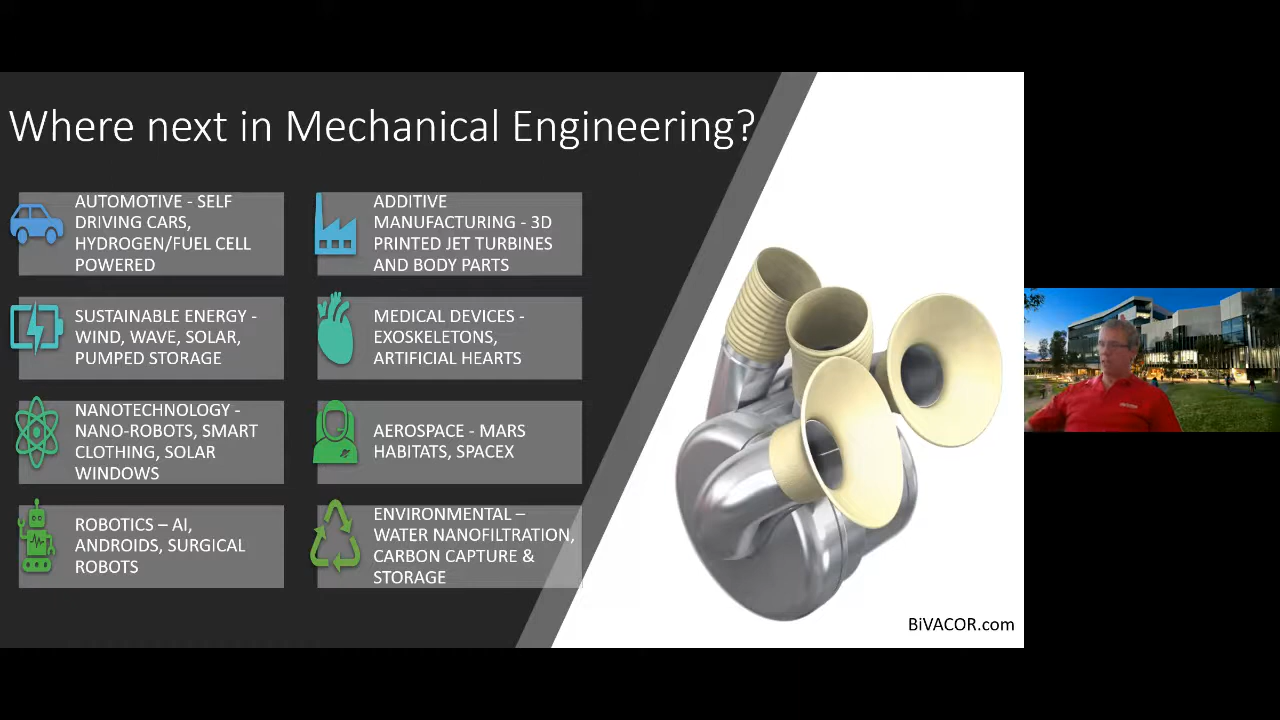 Where next in Mechanical Engineering?
AUTOMOTIVE - SELF
DRIVING CARS,
HYDROGEN/FUEL CELL
POWERED
ADDITIVE
MANUFACTURING - 3D
PRINTED JET TURBINES
AND BODY PARTS
SUSTAINABLE ENERGY -
WIND, WAVE, SOLAR,
PUMPED STORAGE
MEDICAL DEVICES -
EXOSKELETONS,
ARTIFICIAL HEARTS
NANOTECHNOLOGY -
NANO-ROBOTS, SMART
CLOTHING, SOLAR
WINDOWS
AEROSPACE - MARS
HABITATS, SPACEX
ROBOTICS – AI,
ANDROIDS, SURGICAL
ROBOTS
ENVIRONMENTAL –
WATER NANOFILTRATION,
CARBON CAPTURE &
STORAGE
BiVACOR.com